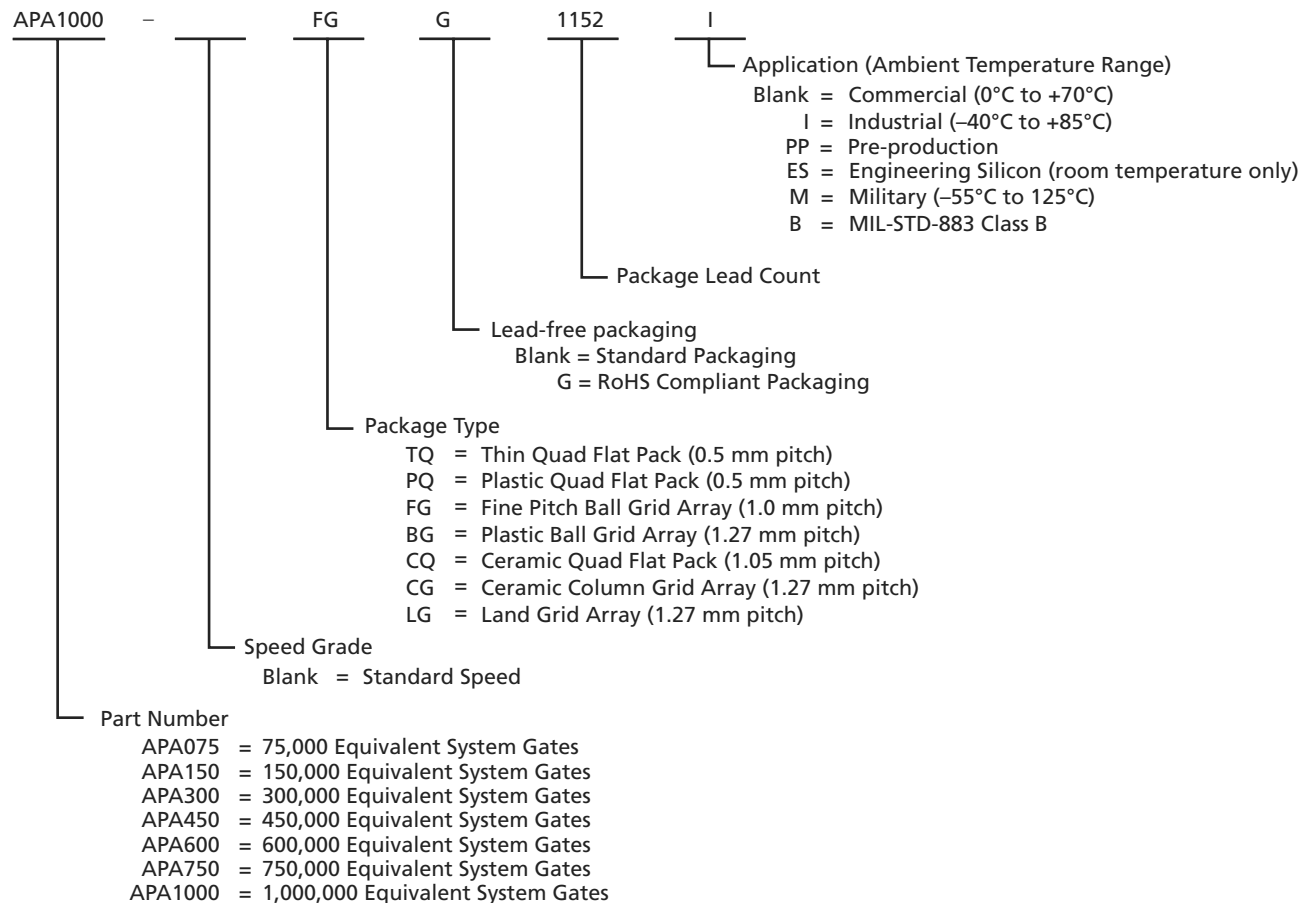 APA1000 – FG G 1152 I
Application (Ambient Temperature Range)
Blank = Commercial (0°C to +70°C)
I = Industrial (–40°C to +85°C)
PP = Pre-production
ES = Engineering Silicon (room temperature only)
M = Military (–55°C to 125°C)
B = MIL-STD-883 Class B
Package Lead Count
Lead-free packaging
Blank = Standard Packaging
G = RoHS Compliant Packaging
Package Type
TQ = Thin Quad Flat Pack (0.5 mm pitch)
PQ = Plastic Quad Flat Pack (0.5 mm pitch)
FG = Fine Pitch Ball Grid Array (1.0 mm pitch)
BG = Plastic Ball Grid Array (1.27 mm pitch)
CQ = Ceramic Quad Flat Pack (1.05 mm pitch)
CG = Ceramic Column Grid Array (1.27 mm pitch)
LG = Land Grid Array (1.27 mm pitch)
Speed Grade
Blank = Standard Speed
Part Number
APA075 = 75,000 Equivalent System Gates
APA150 = 150,000 Equivalent System Gates
APA300 = 300,000 Equivalent System Gates
APA450 = 450,000 Equivalent System Gates
APA600 = 600,000 Equivalent System Gates
APA750 = 750,000 Equivalent System Gates
APA1000 = 1,000,000 Equivalent System Gates